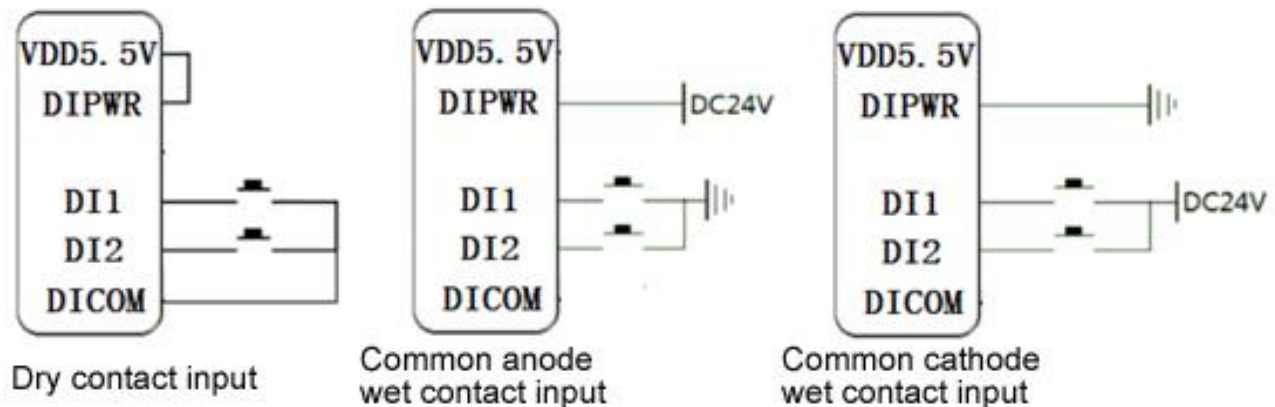 VDD5.5V
DIPWR
DI1
DI2
DICOM
Dry contact input
VDD5.5V
DIPWR
DC24V
DI1
DI2
DICOM
Common anode
wet contact input
VDD5.5V
DIPWR
DI1
DC24V
DI2
DICOM
Common cathode
wet contact input